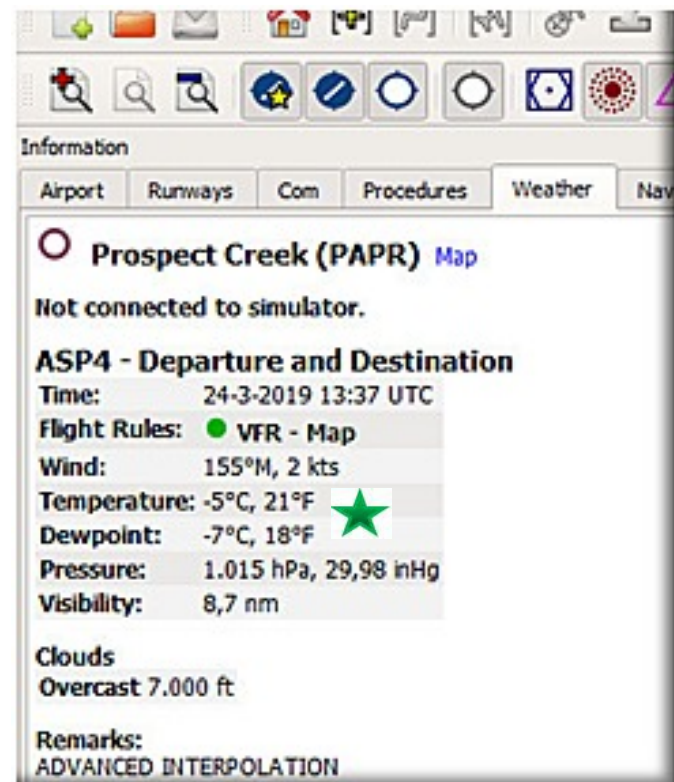 Information
Airport Runways Com Procedures Weather Nav
Prospect Creek (PAPR) Map
Not connected to simulator.
ASP4 - Departure and Destination
Time: 24-3-2019 13:37 UTC
Flight Rules: VFR - Map
Wind: 155°M, 2 kts
Temperature: -5°C, 21°F
Dewpoint: -7°C, 18°F
Pressure: 1.015 hPa, 29,98 inHg
Visibility: 8,7 nm
Clouds
Overcast 7.000 ft
Remarks:
ADVANCED INTERPOLATION